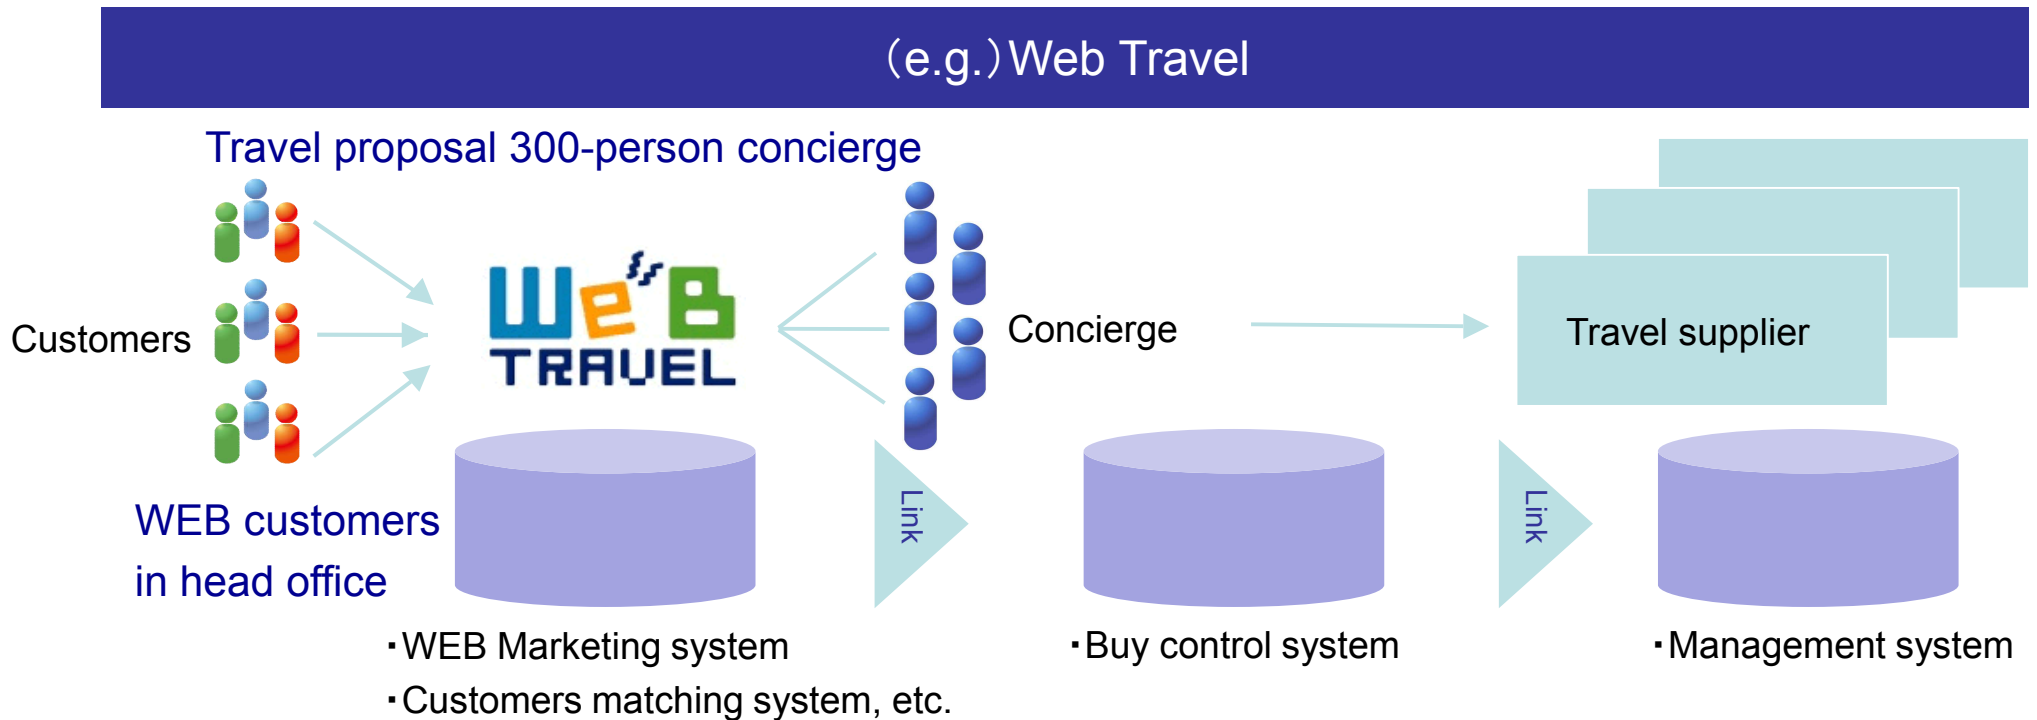 （e.g.）Web Travel
Travel proposal 300-person concierge
Customers
WeB
TRAVEL
Concierge
Travel supplier
WEB customers
in head office
Link
Link
・WEB Marketing system
・Customers matching system, etc.
・Buy control system
・Management system